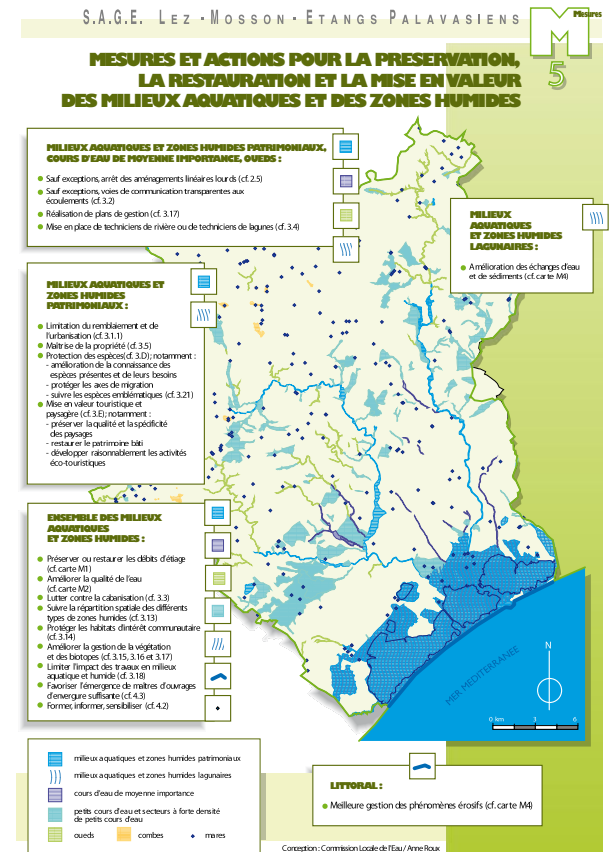 S.A.G.E. LEZ - MOSSON - ETANGS PALAVASIENS
M
Mesures
5
MESURES ET ACTIONS POUR LA PRESERVATION,
LA RESTAURATION ET LA MISE EN VALEUR
DES MILIEUX AQUATIQUES ET DES ZONES HUMIDES
MILIEUX AQUATIQUES ET ZONES HUMIDES PATRIMONIAUX,
COURS D'EAU DE MOYENNE IMPORTANCE, OUEDS :
Sauf exceptions, arrêt des aménagements linéaires lourds (cf. 2.5)
Sauf exceptions, voies de communication transparentes aux
écoulements (cf. 3.2)
Réalisation de plans de gestion (cf. 3.17)
Mise en place de techniciens de rivière ou de techniciens de lagunes (cf. 3.4)
MILIEUX
AQUATIQUES
ET ZONES HUMIDES
LAGUNAIRES :
Amélioration des échanges d'eau
et de sédiments (cf. carte M4)
MILIEUX AQUATIQUES ET
ZONES HUMIDES
PATRIMONIAUX :
Limitation du remblaiement et de
l'urbanisation (cf. 3.1.1)
Maîtrise de la propriété (cf. 3.5)
Protection des espèces (cf. 3.D); notamment :
- amélioration de la connaissance des
espèces présentes et de leurs besoins
- protéger les axes de migration
- suivre les espèces emblématiques (cf. 3.21)
Mise en valeur touristique et
paysagère (cf. 3.E); notamment :
- préserver la qualité et la spécificité
des paysages
- restaurer le patrimoine bâti
- développer raisonnablement les activités
éco-touristiques
ENSEMBLE DES MILIEUX
AQUATIQUES
ET ZONES HUMIDES :
Préserver ou restaurer les débits d'étiage
(cf. carte M1)
Améliorer la qualité de l'eau
(cf. carte M2)
Lutter contre la cabanisation (cf. 3.3)
Suivre la répartition spatiale des différents
types de zones humides (cf. 3.13)
Protéger les habitats d'intérêt communautaire
(cf. 3.14)
Améliorer la gestion de la végétation
et des biotopes (cf. 3.15, 3.16 et 3.17)
Limiter l'impact des travaux en milieux
aquatique et humide (cf. 3.18)
Favoriser l'émergence de maîtres d'ouvrages
d'envergure suffisante (cf. 4.3)
Former, informer, sensibiliser (cf. 4.2)
MER MEDITERRANEE
N
0 km 3 6
milieux aquatiques et zones humides patrimoniaux
milieux aquatiques et zones humides lagunaires
cours d'eau de moyenne importance
petits cours d'eau et secteurs à forte densité
de petits cours d'eau
oueds combes mares
LITTORAL :
Meilleure gestion des phénomènes érosifs (cf. carte M4)
Conception : Commission Locale de l'Eau / Anne Roux